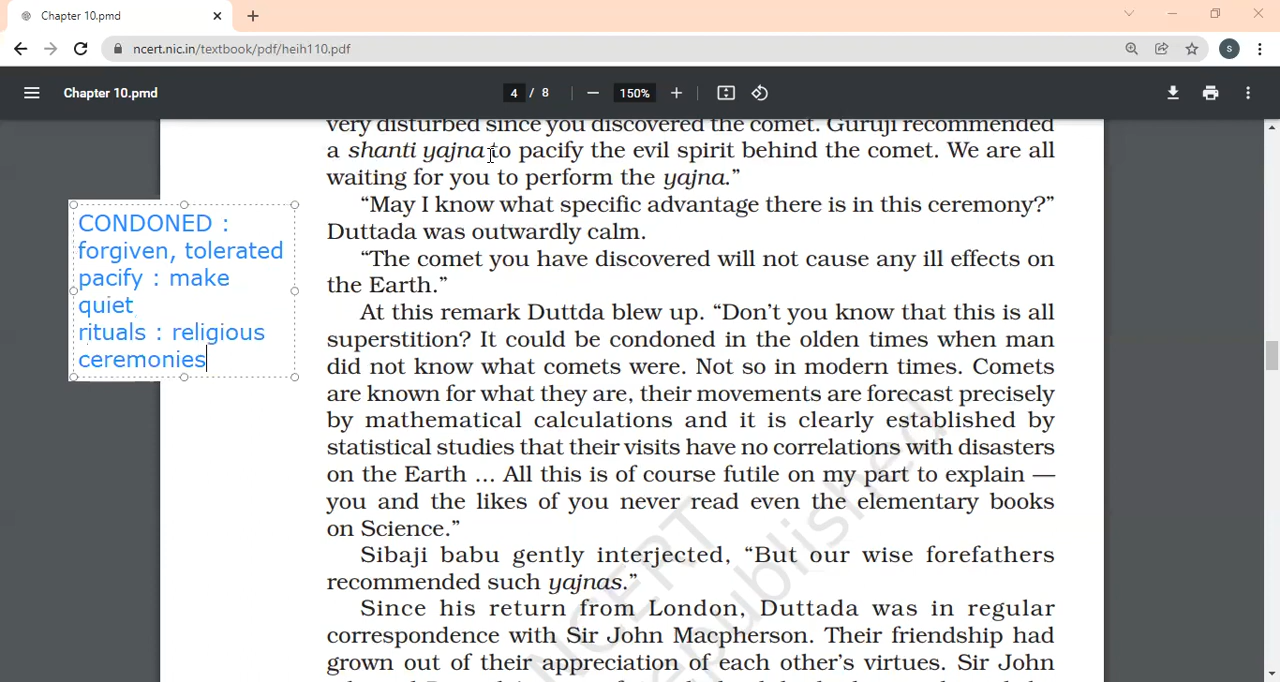 Chapter 10.pmd
ncert.nic.in/textbook/pdf/heih110.pdf
S
Chapter 10.pmd
4 / 8
150%
very disturbed since you discovered the comet. Guruji recommended
a shanti yajna to pacify the evil spirit behind the comet. We are all
waiting for you to perform the yajna.”
“May I know what specific advantage there is in this ceremony?”
Duttada was outwardly calm.
“The comet you have discovered will not cause any ill effects on
the Earth.”
At this remark Duttda blew up. “Don’t you know that this is all
superstition? It could be condoned in the olden times when man
did not know what comets were. Not so in modern times. Comets
are known for what they are, their movements are forecast precisely
by mathematical calculations and it is clearly established by
statistical studies that their visits have no correlations with disasters
on the Earth … All this is of course futile on my part to explain —
you and the likes of you never read even the elementary books
on Science.”
Sibaji babu gently interjected, “But our wise forefathers
recommended such yajnas.”
Since his return from London, Duttada was in regular
correspondence with Sir John Macpherson. Their friendship had
grown out of their appreciation of each other’s virtues. Sir John
CONDONED :
forgiven, tolerated
pacify : make
quiet
rituals : religious
ceremonies
NCERT
republished